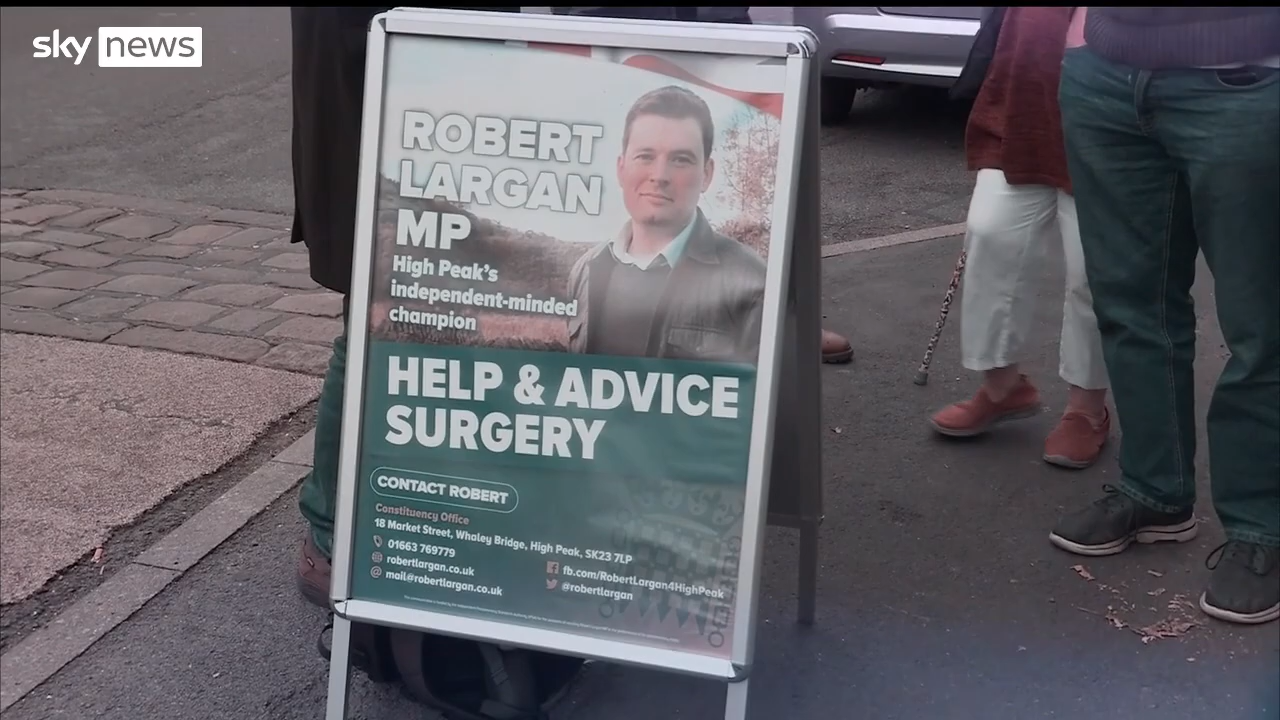 sky news
ROBERT
LARGAN
MP
High Peak's
independent-minded
champion
HELP & ADVICE
SURGERY
CONTACT ROBERT
Constituency Office
18 Market Street, Whaley Bridge, High Peak, SK23 7LP
01663 769779
robertlargan.co.uk
@ mail@robertlargan.co.uk
fb.com/RobertLargan4HighPeak
@robertlargan